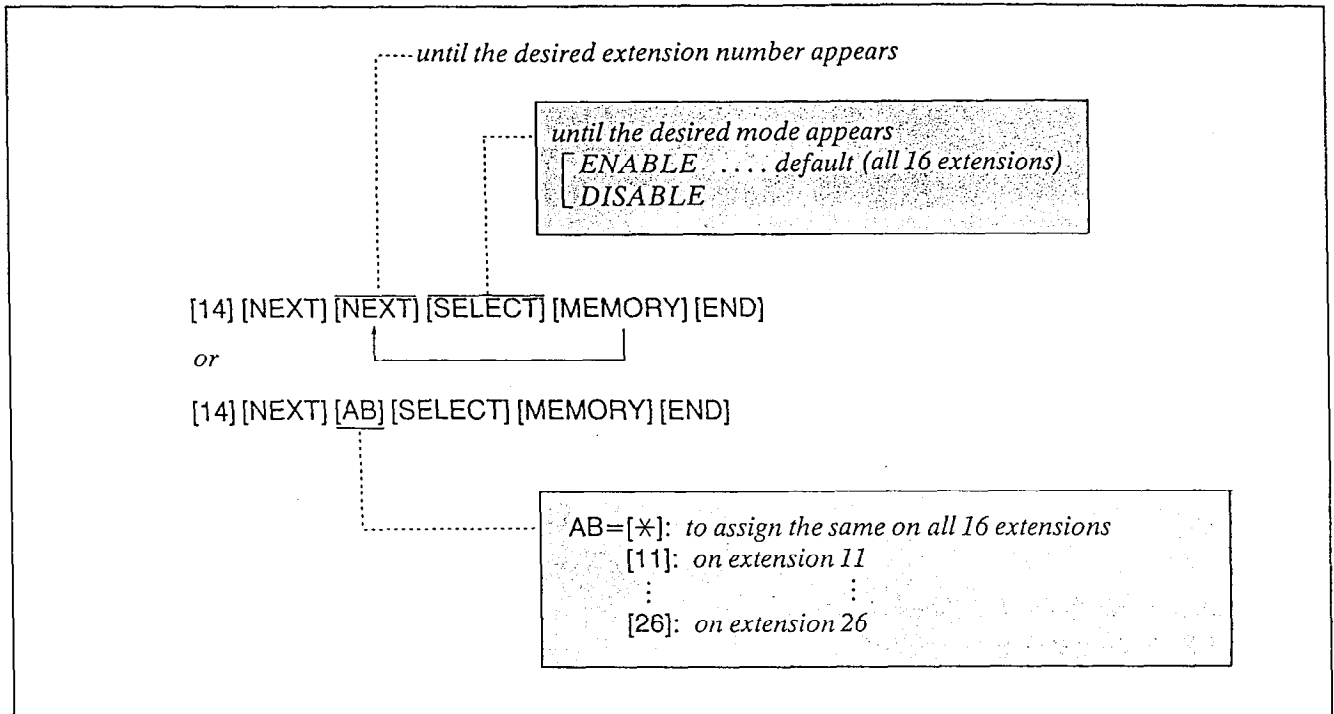 until the desired extension number appears
until the desired mode appears
ENABLE .... default (all 16 extensions)
DISABLE
[14] [NEXT] [NEXT] [SELECT] [MEMORY] [END]
or
[14] [NEXT] [AB] [SELECT] [MEMORY] [END]
AB=[✳]: to assign the same on all 16 extensions
[11]: on extension 11
⋮ ⋮
[26]: on extension 26